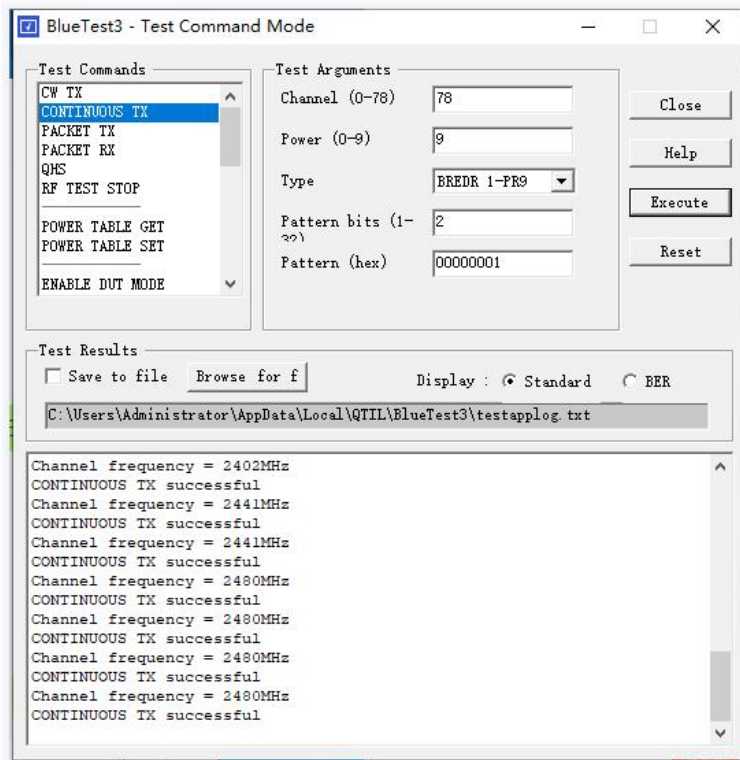 BlueTest3 - Test Command Mode
Test Commands
CW TX
CONTINUOUS TX
PACKET TX
PACKET RX
QHS
RF TEST STOP
POWER TABLE GET
POWER TABLE SET
ENABLE DUT MODE
Test Arguments
Channel (0-78) 78
Power (0-9) 9
Type BREDR 1-PR9
Pattern bits (1-32) 2
Pattern (hex) 00000001
Close
Help
Execute
Reset
Test Results
Save to file Browse for f Display : Standard BER
C:\Users\Administrator\AppData\Local\QTIL\BlueTest3\testapplog.txt
Channel frequency = 2402MHz
CONTINUOUS TX successful
Channel frequency = 2441MHz
CONTINUOUS TX successful
Channel frequency = 2441MHz
CONTINUOUS TX successful
Channel frequency = 2480MHz
CONTINUOUS TX successful
Channel frequency = 2480MHz
CONTINUOUS TX successful
Channel frequency = 2480MHz
CONTINUOUS TX successful
Channel frequency = 2480MHz
CONTINUOUS TX successful